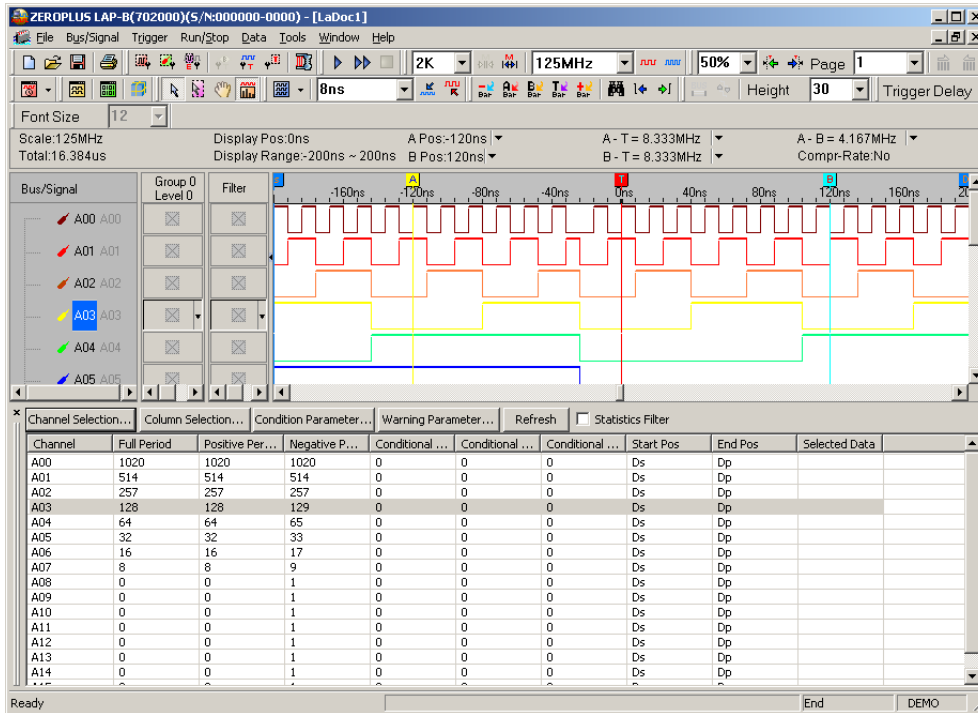 ZEROPLUS LAP-B(702000)(S/N:000000-0000) - [LaDoc1]
File Bus/Signal Trigger Run/Stop Data Tools Window Help
2K 125MHz 50% Page 1
8ns Bar Bar Bar Bar Bar Height 30 Trigger Delay
Font Size 12
Scale:125MHz Display Pos:0ns A Pos:-120ns A - T = 8.333MHz A - B = 4.167MHz
Total:16.384us Display Range:-200ns ~ 200ns B Pos:120ns B - T = 8.333MHz Compr-Rate:No
Bus/Signal Group 0 Level 0 Filter
A T B
-160ns -120ns -80ns -40ns 0ns 40ns 80ns 120ns 160ns
A00 A00
A01 A01
A02 A02
A03 A03
A04 A04
A05 A05
Channel Selection... Column Selection... Condition Parameter... Warning Parameter... Refresh Statistics Filter
Channel Full Period Positive Per... Negative P... Conditional ... Conditional ... Conditional ... Start Pos End Pos Selected Data
A00 1020 1020 1020 0 0 0 Ds Dp
A01 514 514 514 0 0 0 Ds Dp
A02 257 257 257 0 0 0 Ds Dp
A03 128 128 129 0 0 0 Ds Dp
A04 64 64 65 0 0 0 Ds Dp
A05 32 32 33 0 0 0 Ds Dp
A06 16 16 17 0 0 0 Ds Dp
A07 8 8 9 0 0 0 Ds Dp
A08 0 0 1 0 0 0 Ds Dp
A09 0 0 1 0 0 0 Ds Dp
A10 0 0 1 0 0 0 Ds Dp
A11 0 0 1 0 0 0 Ds Dp
A12 0 0 1 0 0 0 Ds Dp
A13 0 0 1 0 0 0 Ds Dp
A14 0 0 1 0 0 0 Ds Dp
Ready End DEMO